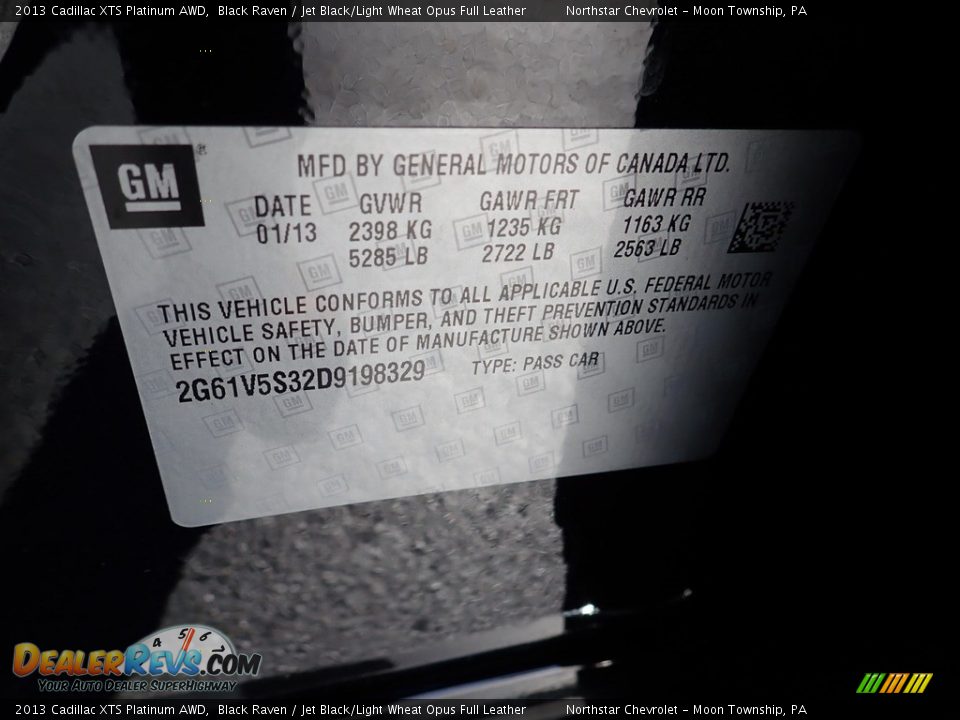 2013 Cadillac XTS Platinum AWD, Black Raven / Jet Black/Light Wheat Opus Full Leather Northstar Chevrolet - Moon Township, PA
GM
MFD BY GENERAL MOTORS OF CANADA LTD.
DATE GVWR GAWR FRT GAWR RR
01/13 2398 KG 1235 KG 1163 KG
5285 LB 2722 LB 2563 LB
THIS VEHICLE CONFORMS TO ALL APPLICABLE U.S. FEDERAL MOTOR
VEHICLE SAFETY, BUMPER, AND THEFT PREVENTION STANDARDS IN
EFFECT ON THE DATE OF MANUFACTURE SHOWN ABOVE.
2G61V5S32D9198329 TYPE: PASS CAR
4 5 6 7
DEALERREVS.COM
Your Auto Dealer SuperHighway
2013 Cadillac XTS Platinum AWD, Black Raven / Jet Black/Light Wheat Opus Full Leather Northstar Chevrolet - Moon Township, PA